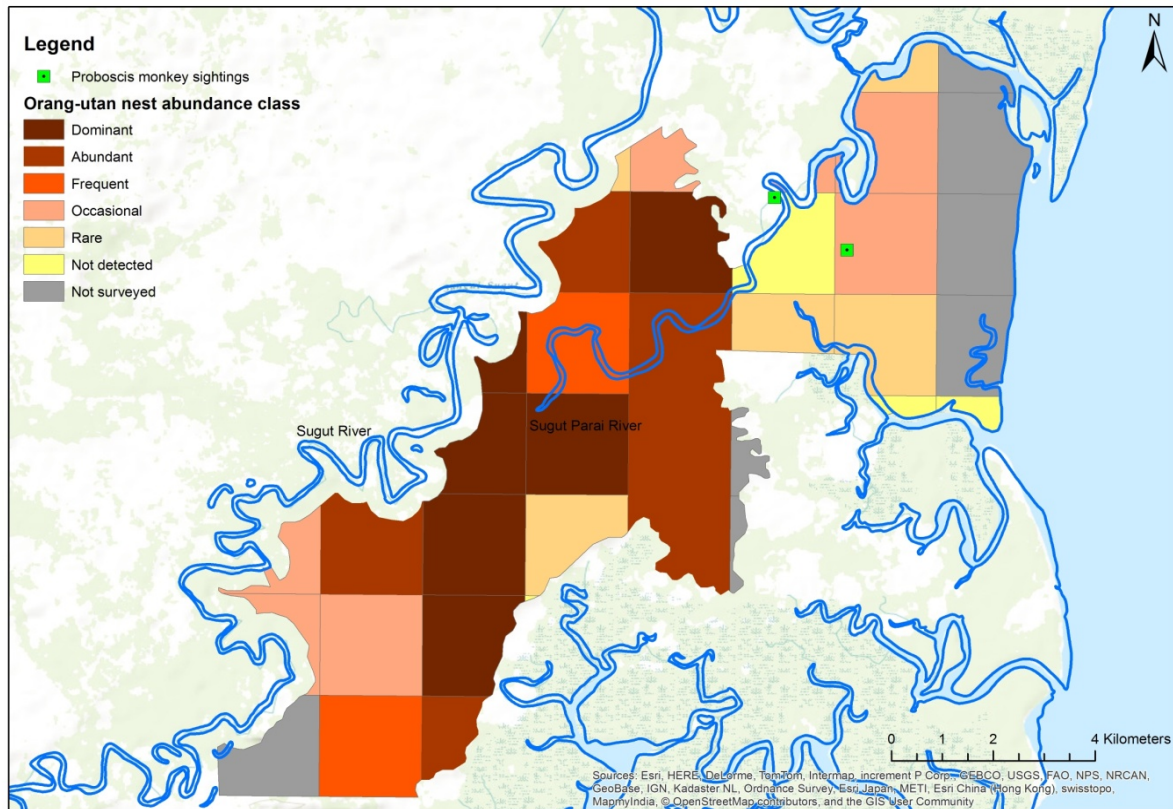 Legend
Proboscis monkey sightings
Orang-utan nest abundance class
Dominant
Abundant
Frequent
Occasional
Rare
Not detected
Not surveyed
N
Sugut River
Sugut Parai River
0 1 2 4 Kilometers
Sources: Esri, HERE, DeLorme, TomTom, Intermap, increment P Corp., GEBCO, USGS, FAO, NPS, NRCAN,
GeoBase, IGN, Kadaster NL, Ordnance Survey, Esri Japan, METI, Esri China (Hong Kong), swisstopo,
MapmyIndia, © OpenStreetMap contributors, and the GIS User Community